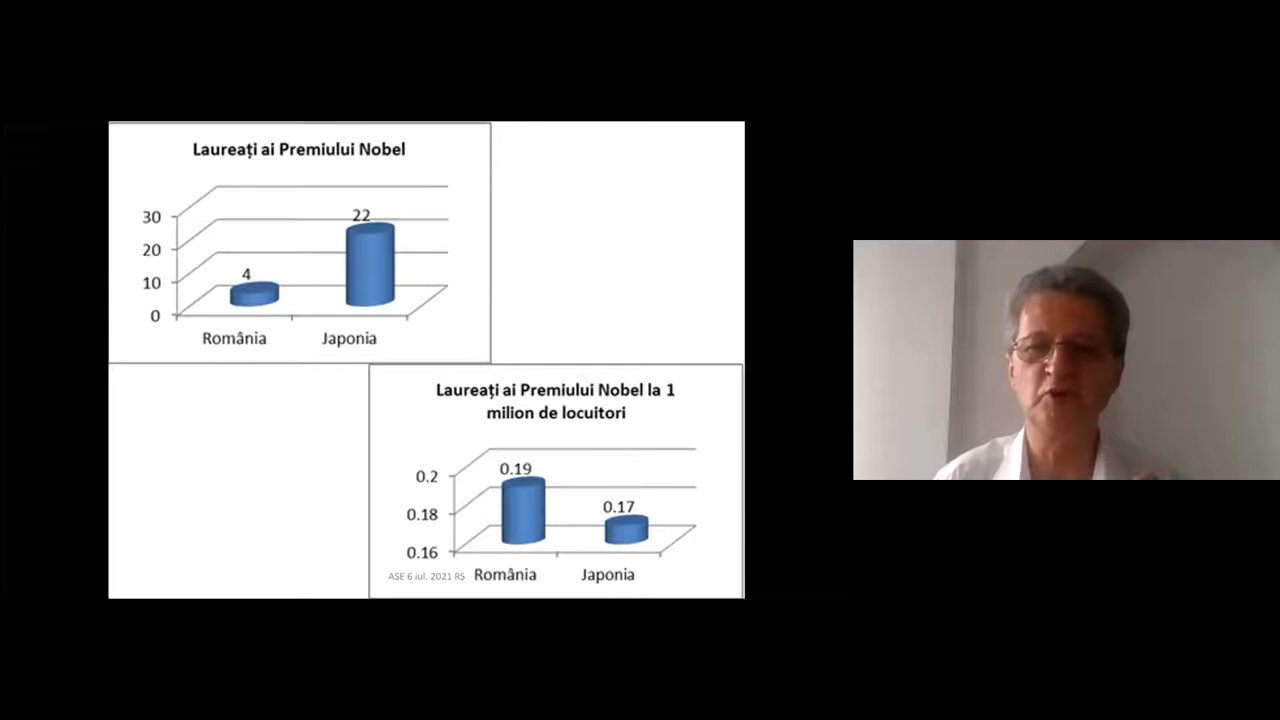 Laureați ai Premiului Nobel
30
20
10
0
4
22
România
Japonia
Laureați ai Premiului Nobel la 1
milion de locuitori
0.2
0.18
0.16
0.19
0.17
România
Japonia
ASE 6 iul. 2021 R$